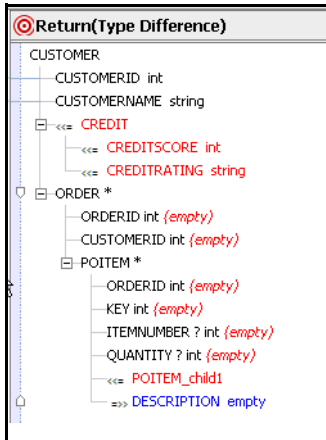 Return(Type Difference)
CUSTOMER
CUSTOMERID int
CUSTOMERNAME string
CREDIT
CREDITSCORE int
CREDITRATING string
ORDER *
ORDERID int (empty)
CUSTOMERID int (empty)
POITEM *
ORDERID int (empty)
KEY int (empty)
ITEMNUMBER ? int (empty)
QUANTITY ? int (empty)
POITEM_child1
DESCRIPTION empty